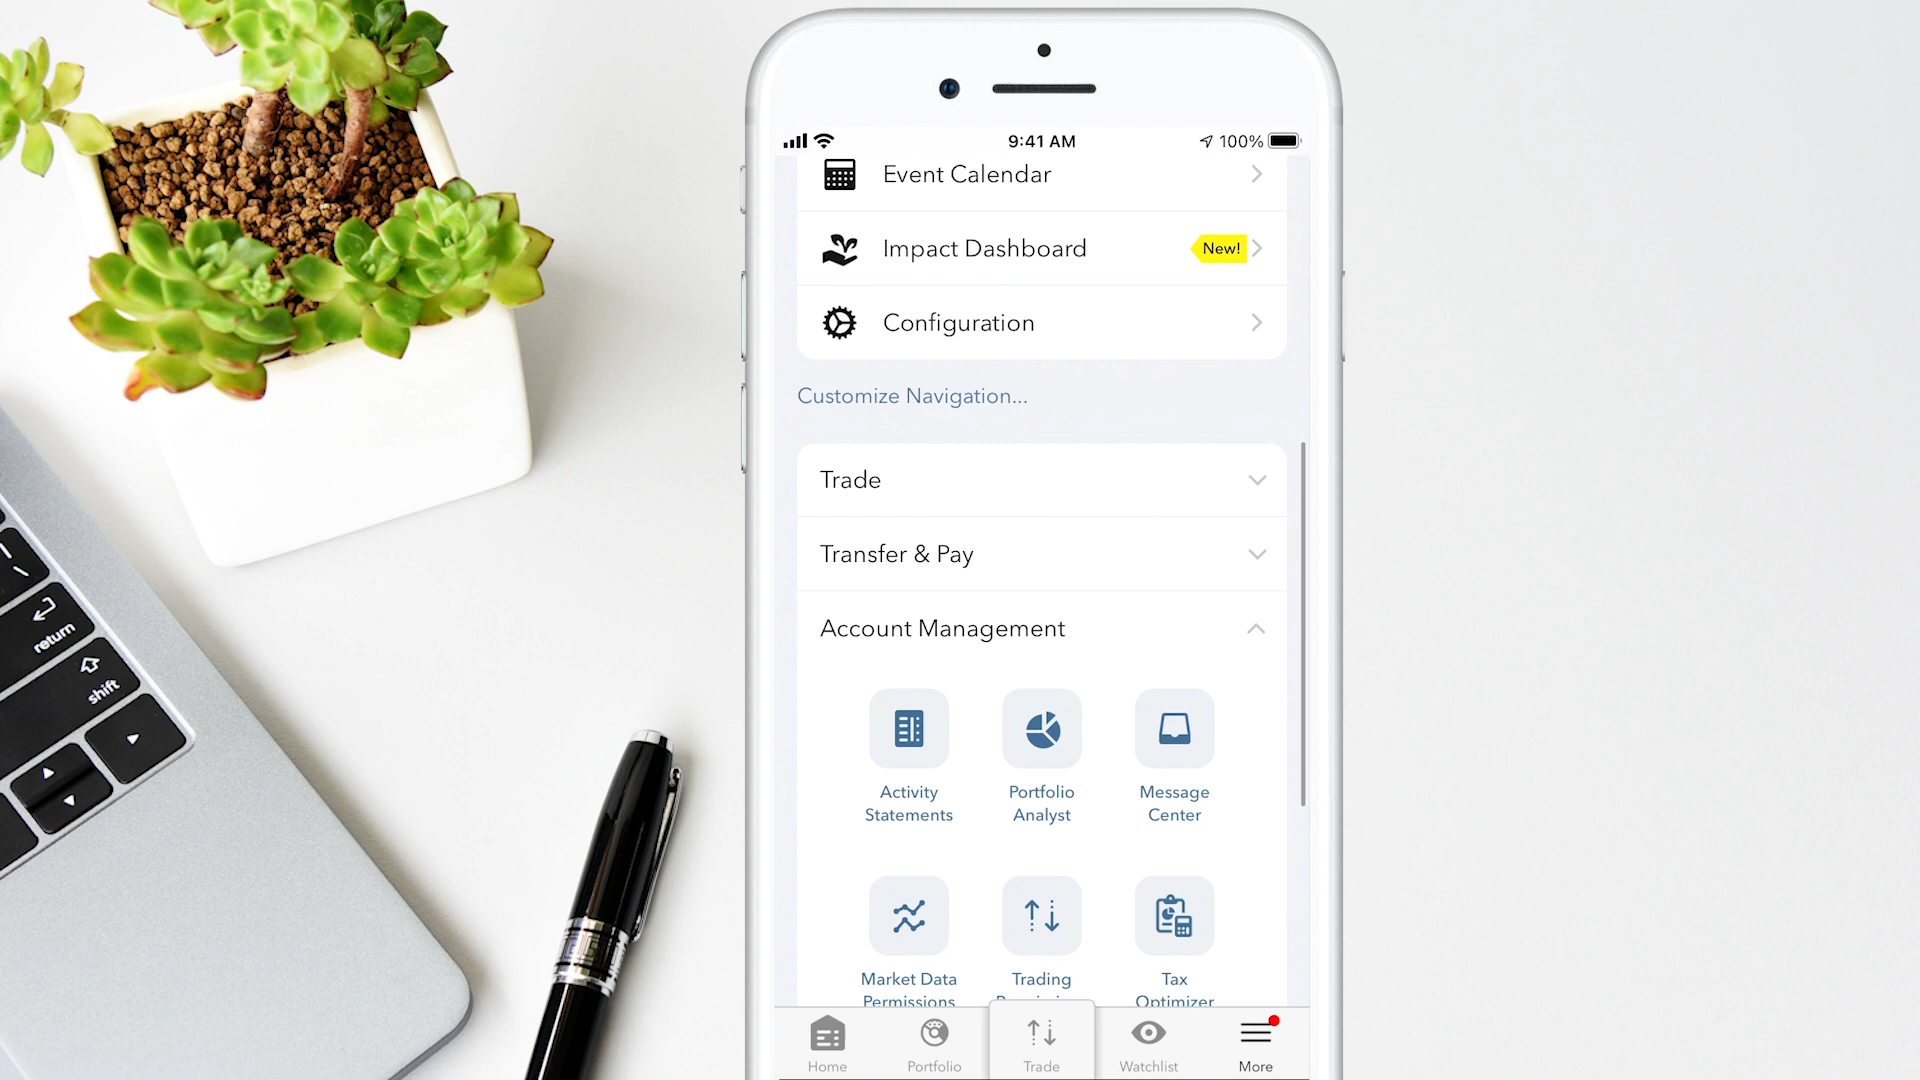 9:41 AM
100%
Event Calendar
Impact Dashboard
New!
Configuration
Customize Navigation...
Trade
Transfer & Pay
Account Management
Activity
Statements
Portfolio
Analyst
Message
Center
Market Data
Permissions
Trading
Tax
Optimizer
Home
Portfolio
Trade
Watchlist
More
return
shift